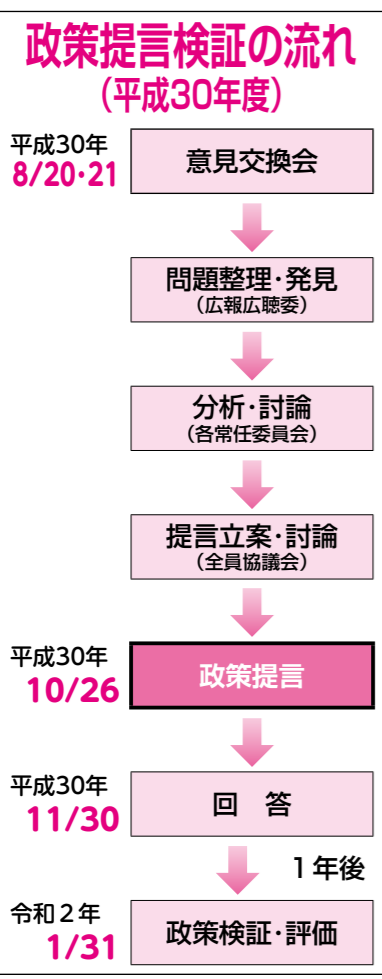 政策提言検証の流れ
(平成30年度)
平成30年
8/20・21
意見交換会
問題整理・発見
(広報広聴委)
分析・討論
(各常任委員会)
提言立案・討論
(全員協議会)
平成30年
10/26
政策提言
平成30年
11/30
回 答
1年後
令和2年
1/31
政策検証・評価